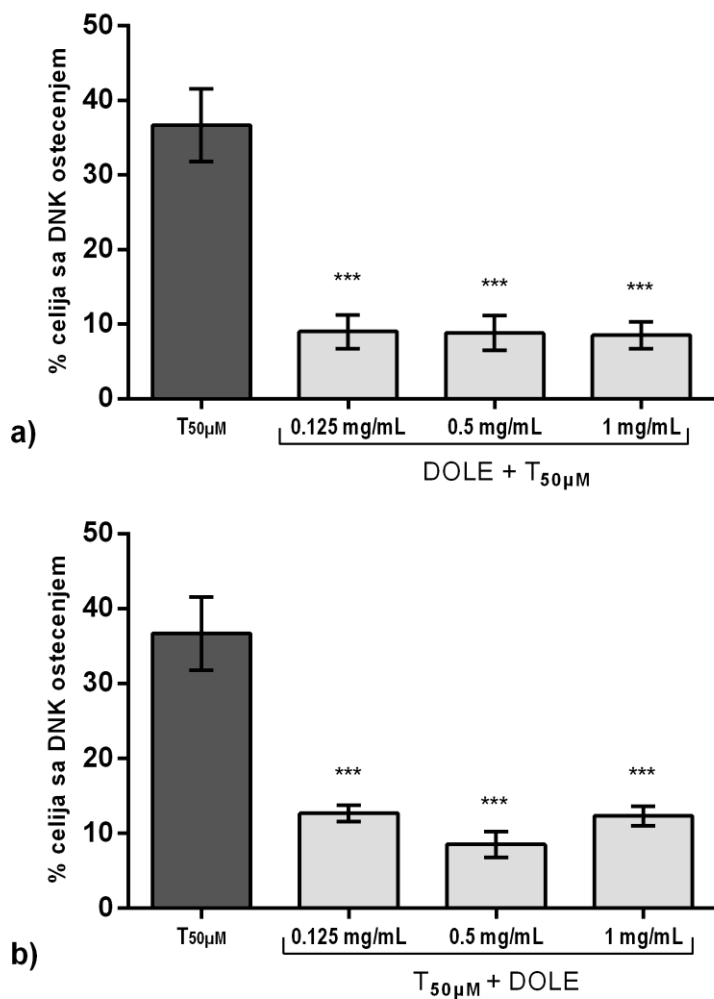 % celija sa DNK ostecenjem
50
40
30
20
10
0
*** *** ***
T50µM 0.125 mg/mL 0.5 mg/mL 1 mg/mL
a)
DOLE + T50µM
% celija sa DNK ostecenjem
50
40
30
20
10
0
*** *** ***
T50µM 0.125 mg/mL 0.5 mg/mL 1 mg/mL
b)
T50µM + DOLE